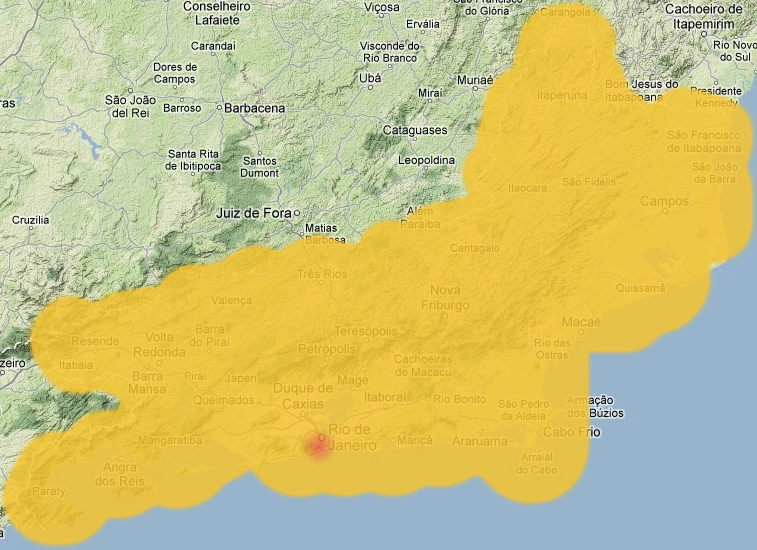 Conselheiro
Lafaiete
Viçosa
São Francisco
do Glória
Carangola
Cachoeiro de
Itapemirim
Ervália
Carandaí
Visconde do
Rio Branco
Rio Novo
do Sul
Dores de
Campos
Ubá
Muriaé
Bom Jesus do
Itabapoana
Presidente
Kennedy
São João
del Rei
Barroso
Barbacena
Miraí
Itaperuna
Cataguases
São Francisco
de Itabapoana
Santa Rita
de Ibitipoca
Santos
Dumont
Leopoldina
São João
da Barra
Itaocara
São Fidélis
Campos
Cruzília
Juiz de Fora
Além
Paraíba
Matias
Barbosa
Cantagalo
Três Rios
Quissamã
Valença
Nova
Friburgo
Macaé
Resende
Volta
Redonda
Barra
do Piraí
Teresópolis
Petrópolis
Rio das
Ostras
Itatiaia
Cachoeiras
de Macacu
Barra
Mansa
Piraí
Japeri
Magé
Queimados
Duque de
Caxias
Itaboraí
Rio Bonito
São Pedro
da Aldeia
Armação
dos Búzios
Cabo Frio
Mangaratiba
Rio de
Janeiro
Maricá
Araruama
Arraial
do Cabo
Angra
dos Reis
Paraty